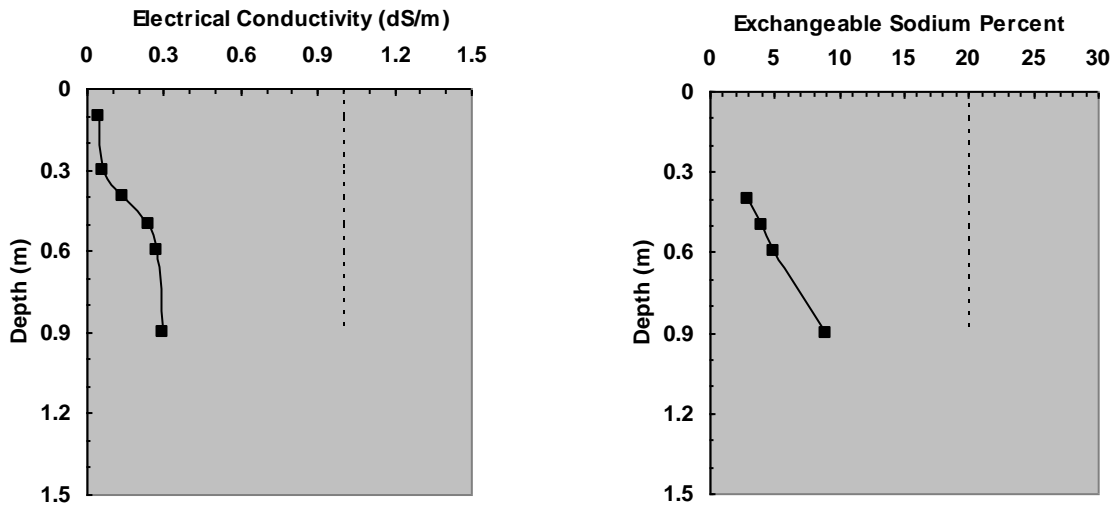 Electrical Conductivity (dS/m)
0 0.3 0.6 0.9 1.2 1.5
0
0.3
0.6
0.9
1.2
1.5
Depth (m)
Exchangeable Sodium Percent
0 5 10 15 20 25 30
0
0.3
0.6
0.9
1.2
1.5
Depth (m)